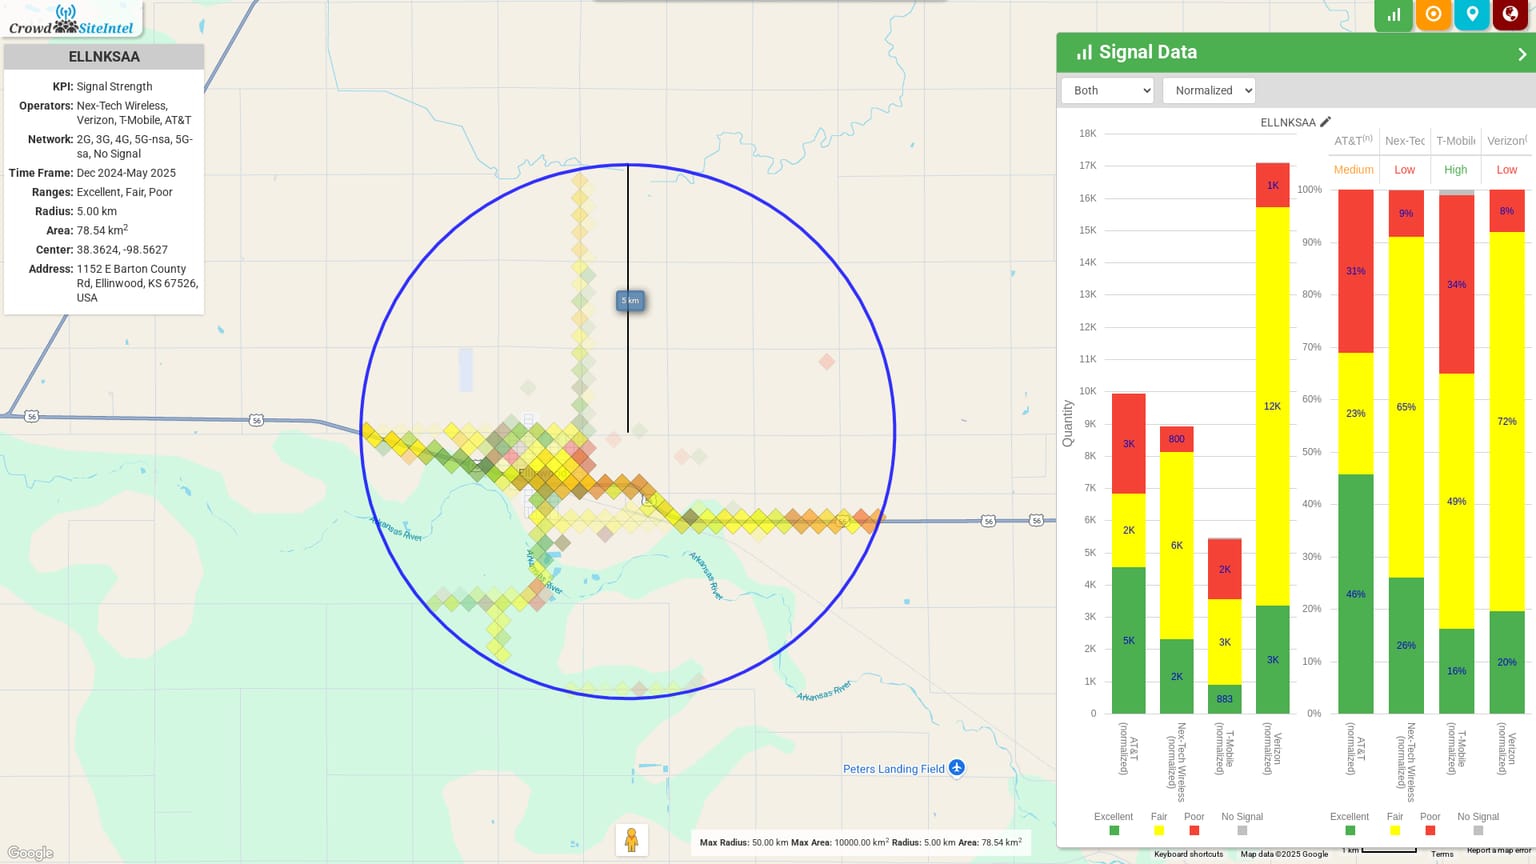 Crowd SiteIntel
ELLNKSAA
KPI: Signal Strength
Operators: Nex-Tech Wireless,
Verizon, T-Mobile, AT&T
Network: 2G, 3G, 4G, 5G-nsa, 5G-
sa, No Signal
Time Frame: Dec 2024-May 2025
Ranges: Excellent, Fair, Poor
Radius: 5.00 km
Area: 78.54 km2
Center: 38.3624, -98.5627
Address: 1152 E Barton County
Rd, Ellinwood, KS 67526,
USA
5 km
56
56
56
56
Arkansas River
Arkansas River
Arkansas River
Arkansas River
Peters Landing Field
Google
Max Radius: 50.00 km Max Area: 10000.00 km2 Radius: 5.00 km Area: 78.54 km2
Signal Data
Both Normalized
ELLNKSAA
Quantity
18K
17K
16K
15K
14K
13K
12K
11K
10K
9K
8K
7K
6K
5K
4K
3K
2K
1K
0
3K
2K
5K
800
6K
2K
2K
3K
883
1K
12K
3K
AT&T (normalized)
Nex-Tech Wireless (normalized)
T-Mobile (normalized)
Verizon (normalized)
Excellent Fair Poor No Signal
AT&T(n) Nex-Tec T-Mobile Verizon(
Medium Low High Low
100%
90%
80%
70%
60%
50%
40%
30%
20%
10%
0%
31%
23%
46%
9%
65%
26%
34%
49%
16%
8%
72%
20%
AT&T (normalized)
Nex-Tech Wireless (normalized)
T-Mobile (normalized)
Verizon (normalized)
Excellent Fair Poor No Signal
Keyboard shortcuts Map data ©2025 Google 1 km Terms Report a map error